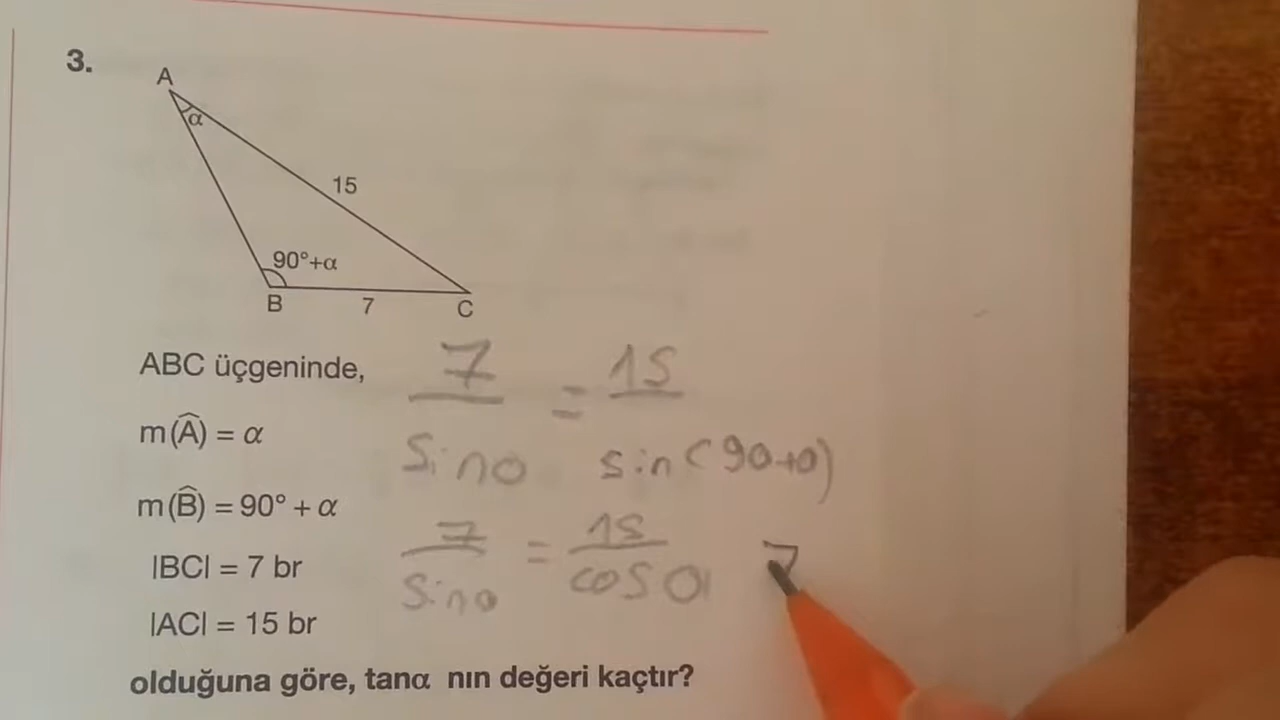 3.
A
α
15
90°+α
B
7
C
ABC üçgeninde,
m(Â) = α
m(B̂) = 90° + α
|BC| = 7 br
|AC| = 15 br
olduğuna göre, tanα nın değeri kaçtır?
7 = 15
sinα sin(90+α)
7 = 15
sinα cosα
7